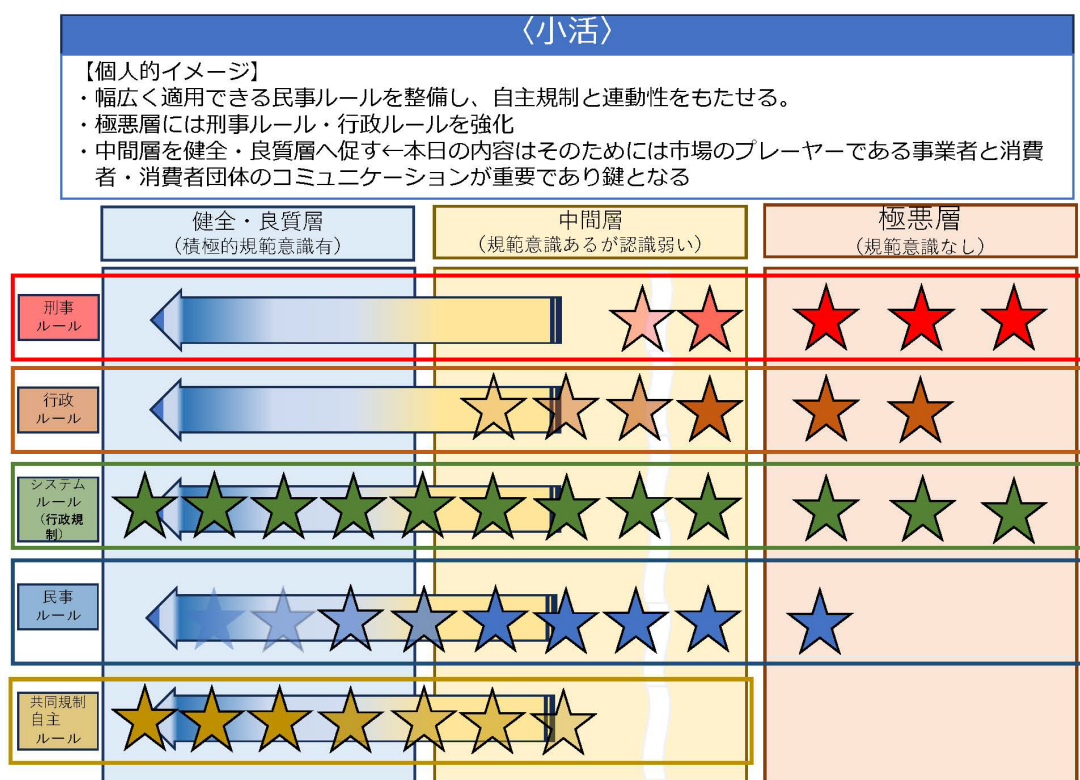 〈小活〉
【個人的イメージ】
・幅広く適用できる民事ルールを整備し、自主規制と連動性をもたせる。
・極悪層には刑事ルール・行政ルールを強化
・中間層を健全・良質層へ促す←本日の内容はそのためには市場のプレーヤーである事業者と消費
者・消費者団体のコミュニケーションが重要であり鍵となる
健全・良質層
（積極的規範意識有）
中間層
（規範意識あるが認識弱い）
極悪層
（規範意識なし）
刑事
ルール
行政
ルール
システム
ルール
（行政規
制）
民事
ルール
共同規制
自主
ルール